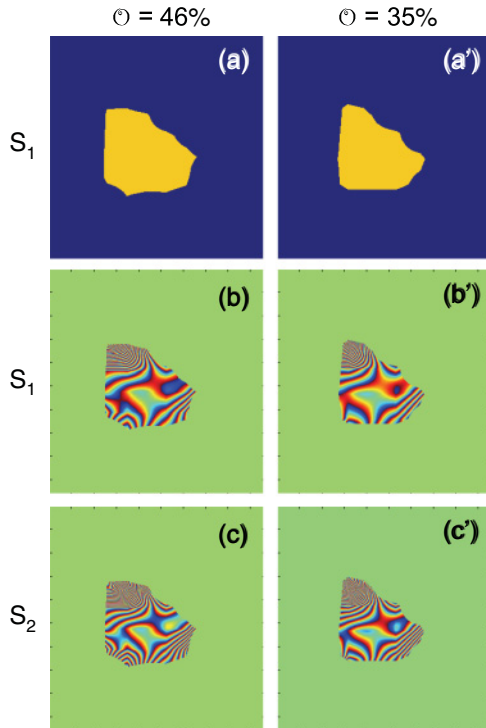 ℺ = 46% ℺ = 35%
S₁ (a) (a')
S₁ (b) (b')
S₂ (c) (c')